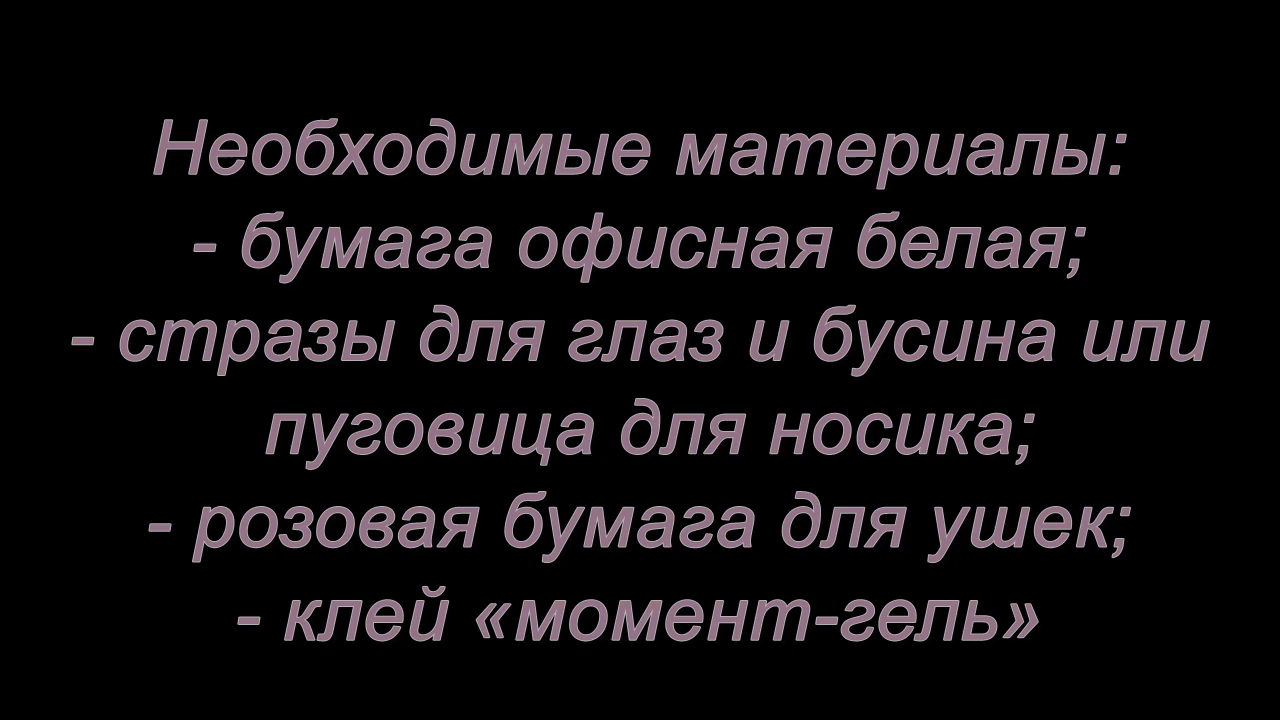 Необходимые материалы:
- бумага офисная белая;
- стразы для глаз и бусина или
пуговица для носика;
- розовая бумага для ушек;
- клей «момент-гель»